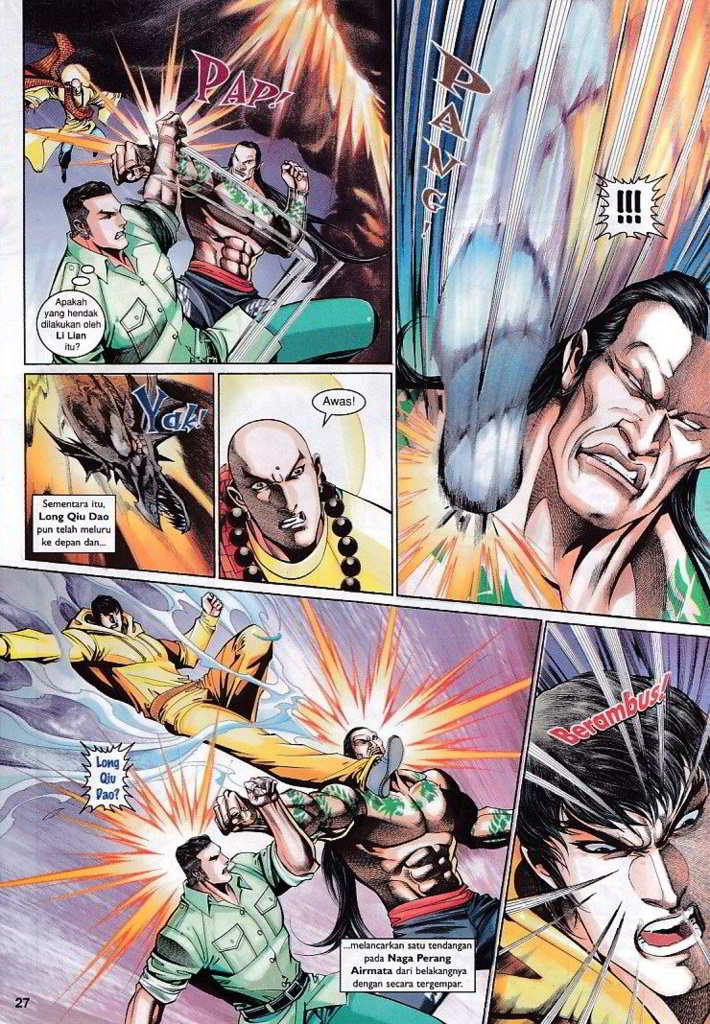 PAP!
Apakah
yang hendak
dilakukan oleh
Li Lian
itu?
PANG!
!!!
Yak!
Sementara itu,
Long Qiu Dao
pun telah meluru
ke depan dan...
Awas!
Long
Qiu
Dao?
...melancarkan satu tendangan
pada Naga Perang
Airmata dari belakangnya
dengan secara tergempar.
Berambus!
27